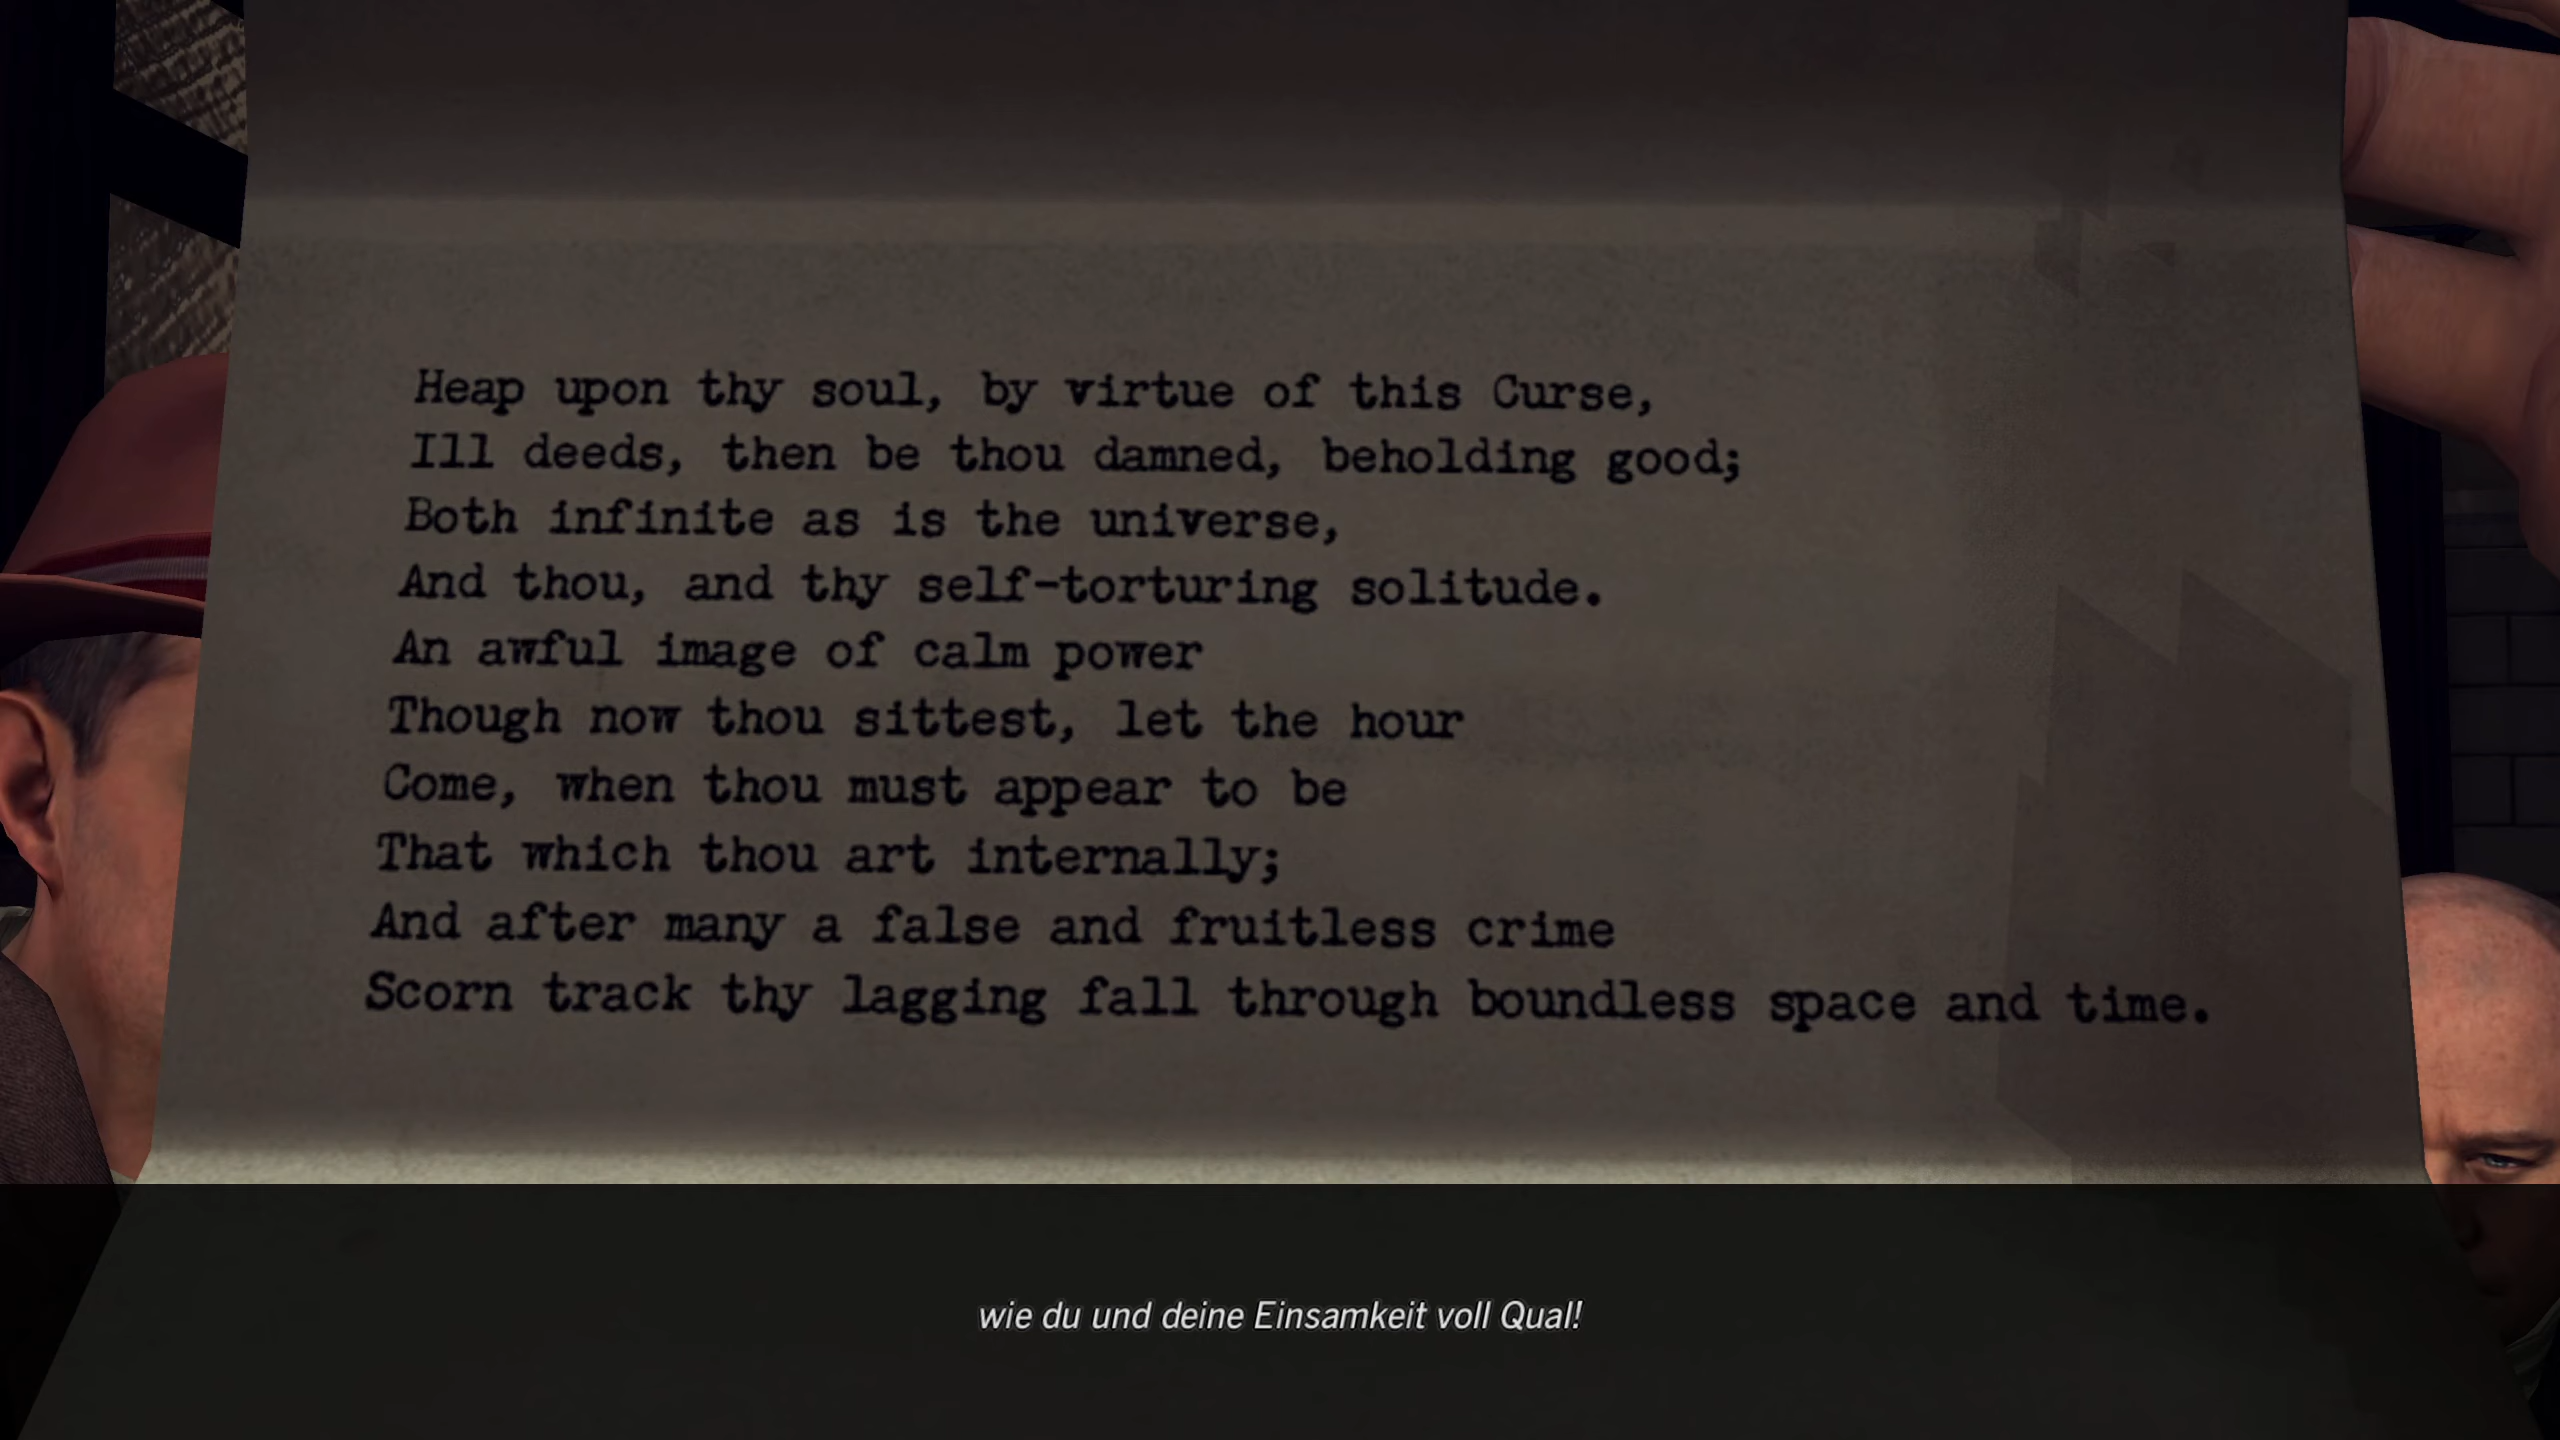 Heap upon thy soul, by virtue of this Curse,
Ill deeds, then be thou damned, beholding good;
Both infinite as is the universe,
And thou, and thy self-torturing solitude.
An awful image of calm power
Though now thou sittest, let the hour
Come, when thou must appear to be
That which thou art internally;
And after many a false and fruitless crime
Scorn track thy lagging fall through boundless space and time.
wie du und deine Einsamkeit voll Qual!